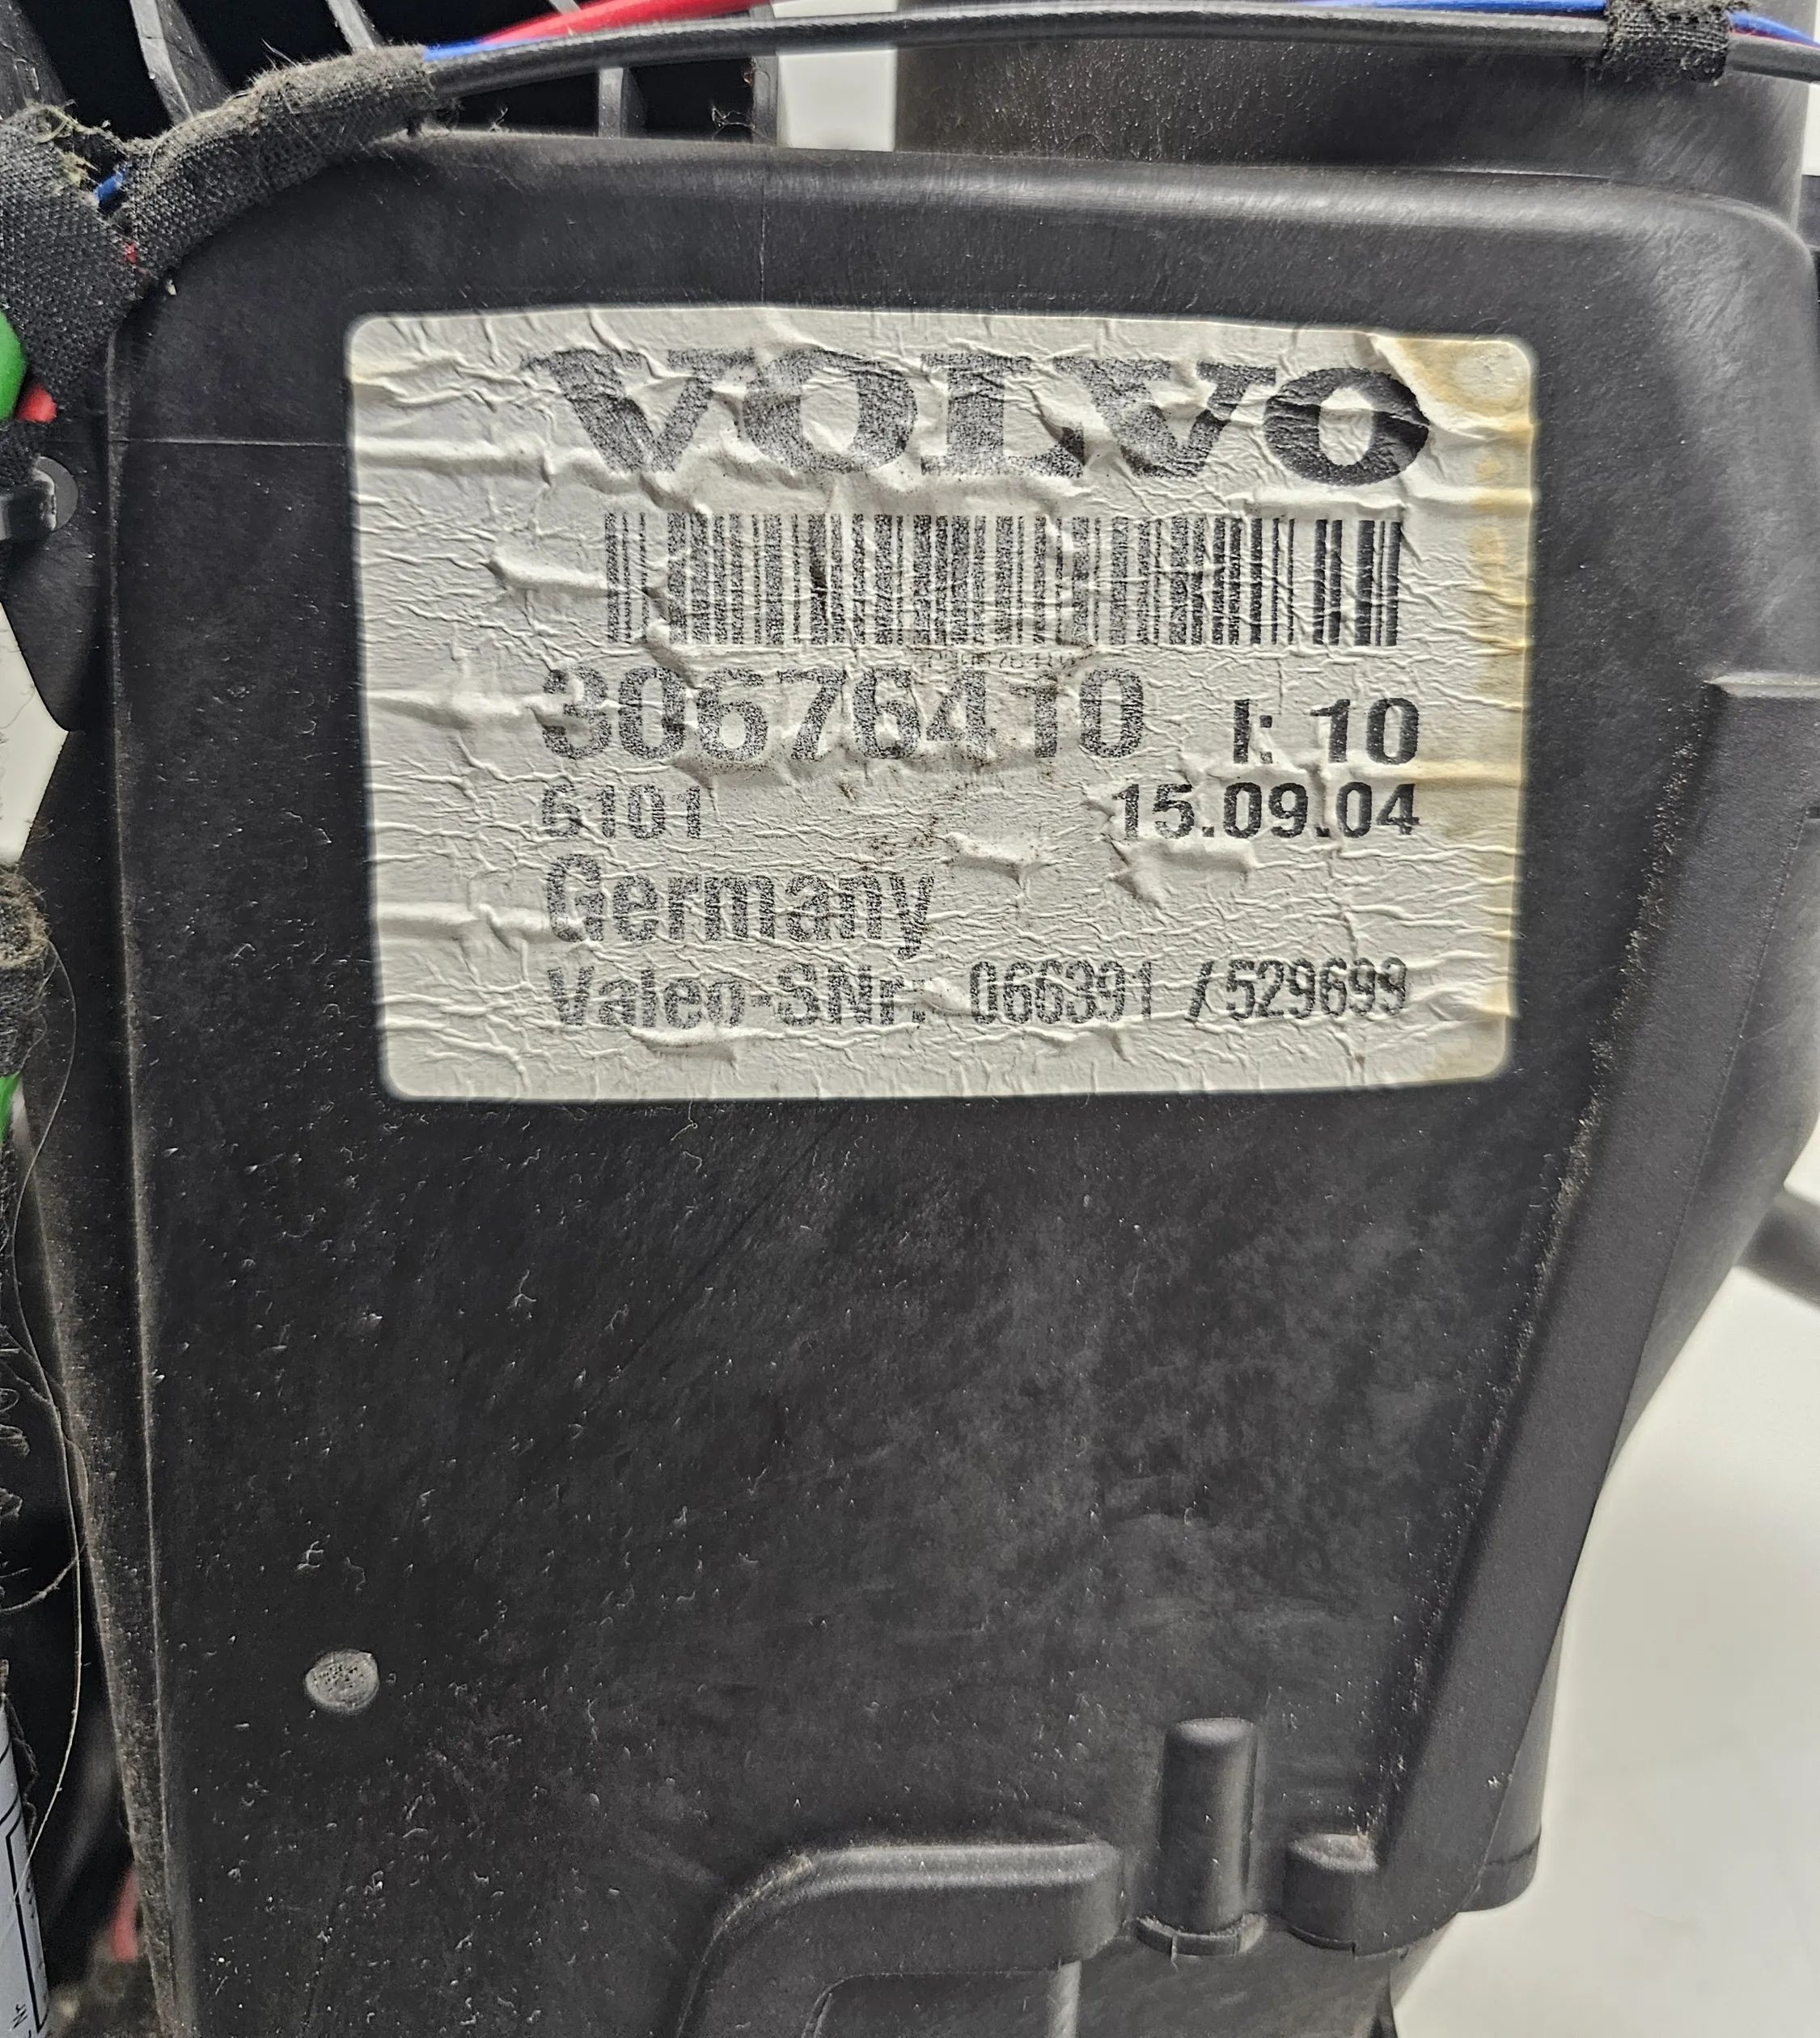 VOLVO
30676410 I: 10
6101 15.09.04
Germany
Valeo-SNr.: 066391 / 529699